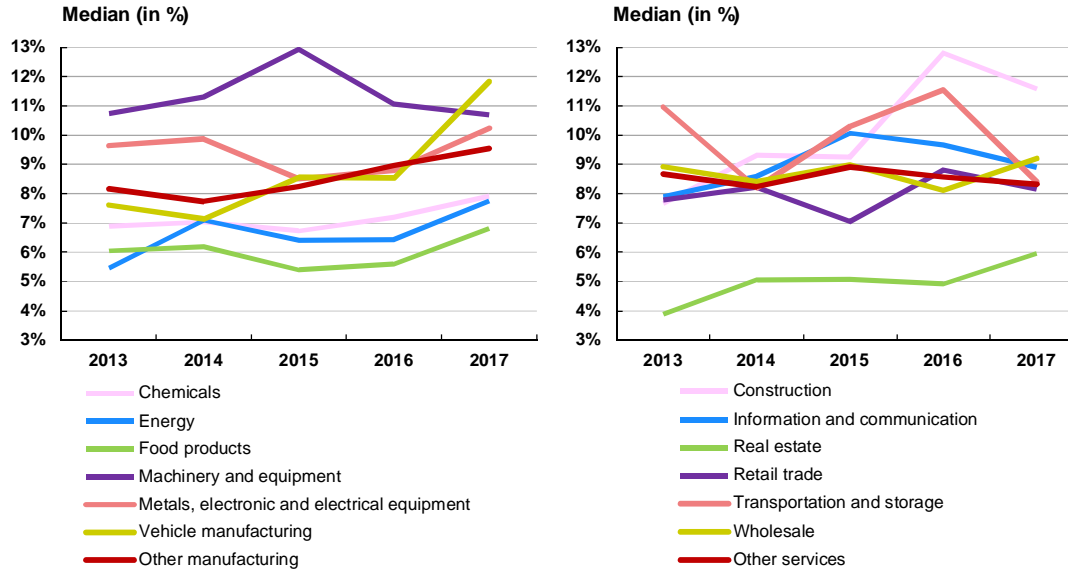 Median (in %)
13%
12%
11%
10%
9%
8%
7%
6%
5%
4%
3%
2013 2014 2015 2016 2017
Chemicals
Energy
Food products
Machinery and equipment
Metals, electronic and electrical equipment
Vehicle manufacturing
Other manufacturing
Median (in %)
13%
12%
11%
10%
9%
8%
7%
6%
5%
4%
3%
2013 2014 2015 2016 2017
Construction
Information and communication
Real estate
Retail trade
Transportation and storage
Wholesale
Other services